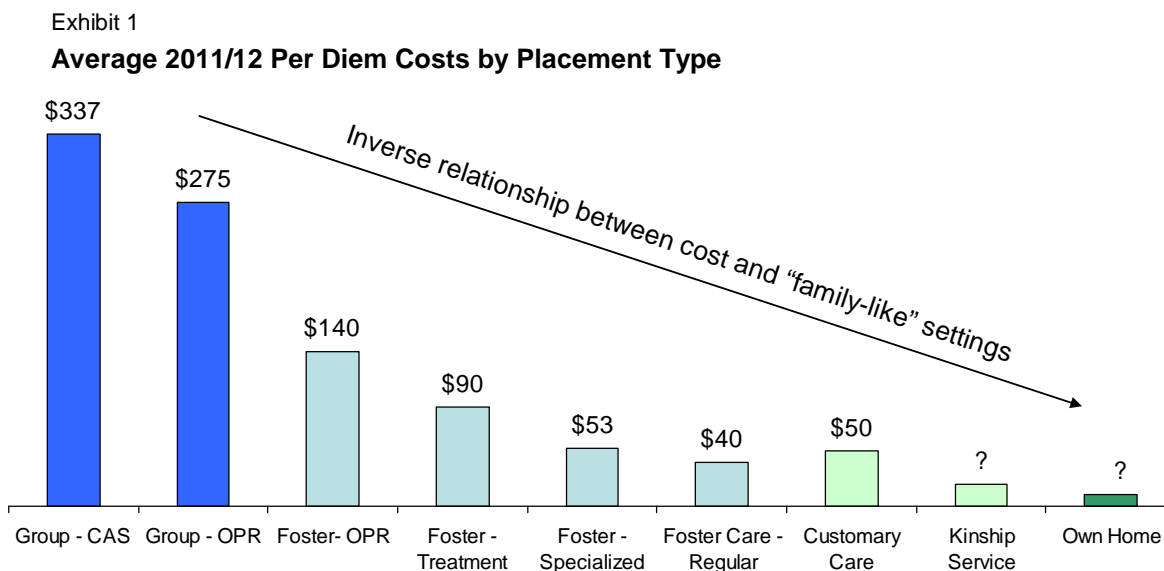 Exhibit 1
Average 2011/12 Per Diem Costs by Placement Type
$337
$275
$140
$90
$53
$40
$50
?
?
Inverse relationship between cost and “family-like” settings
Group - CAS
Group - OPR
Foster- OPR
Foster -
Treatment
Foster -
Specialized
Foster Care -
Regular
Customary
Care
Kinship
Service
Own Home